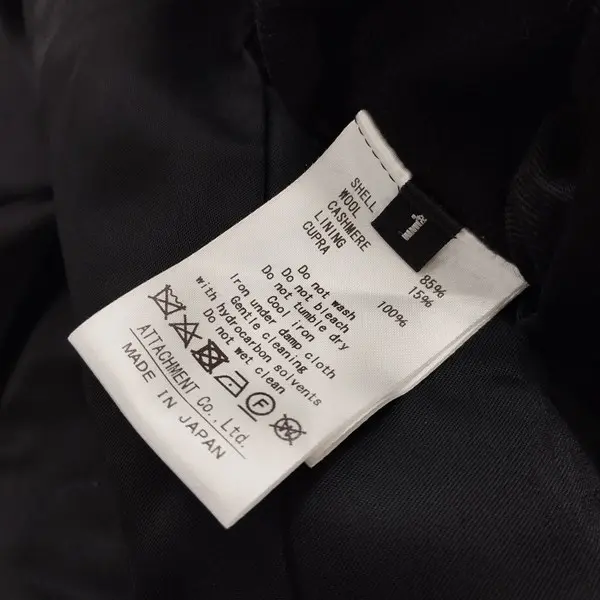 SHELL
WOOL 85%
CASHMERE 15%
LINING
CUPRA 100%
1
Do not wash
Do not bleach
Do not tumble dry
Cool iron
Iron under damp cloth
Gentle cleaning
with hydrocarbon solvents
Do not wet clean
F
ATTACHMENT Co., Ltd.
MADE IN JAPAN